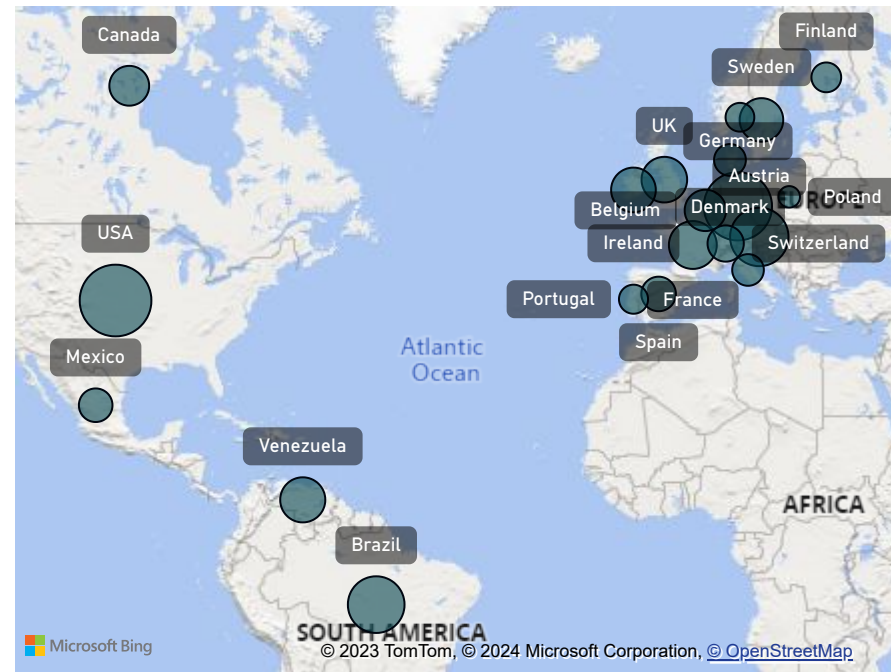 Canada
Finland
Sweden
UK
Germany
Austria
EUROPE
Poland
Belgium
Denmark
USA
Ireland
Switzerland
Portugal
France
Spain
Atlantic
Ocean
Mexico
Venezuela
AFRICA
Brazil
SOUTH AMERICA
Microsoft Bing
© 2023 TomTom, © 2024 Microsoft Corporation, © OpenStreetMap